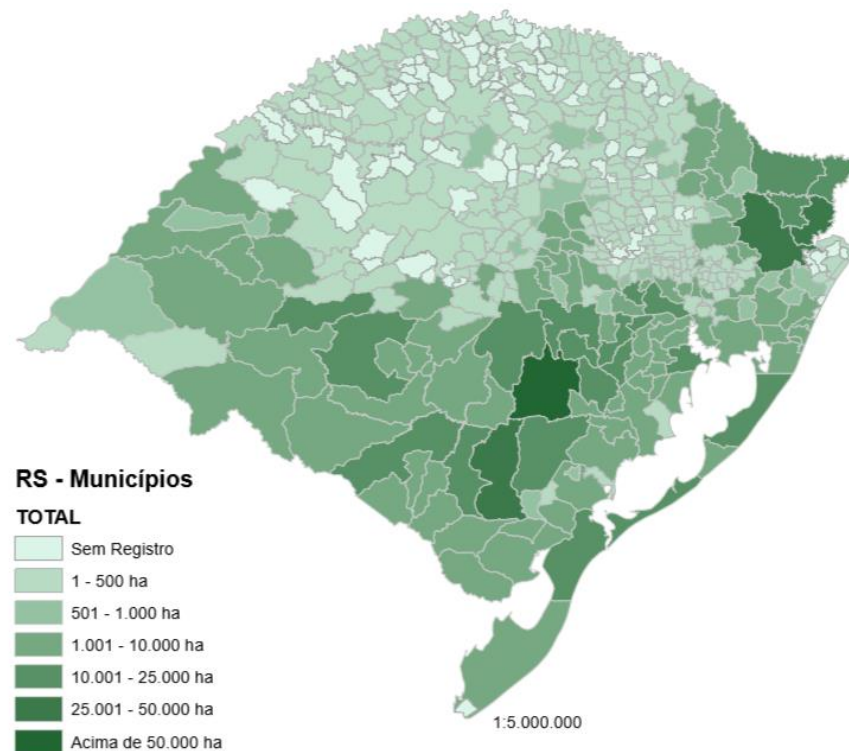 RS - Municípios
TOTAL
Sem Registro
1 - 500 ha
501 - 1.000 ha
1.001 - 10.000 ha
10.001 - 25.000 ha
25.001 - 50.000 ha
Acima de 50.000 ha
1:5.000.000